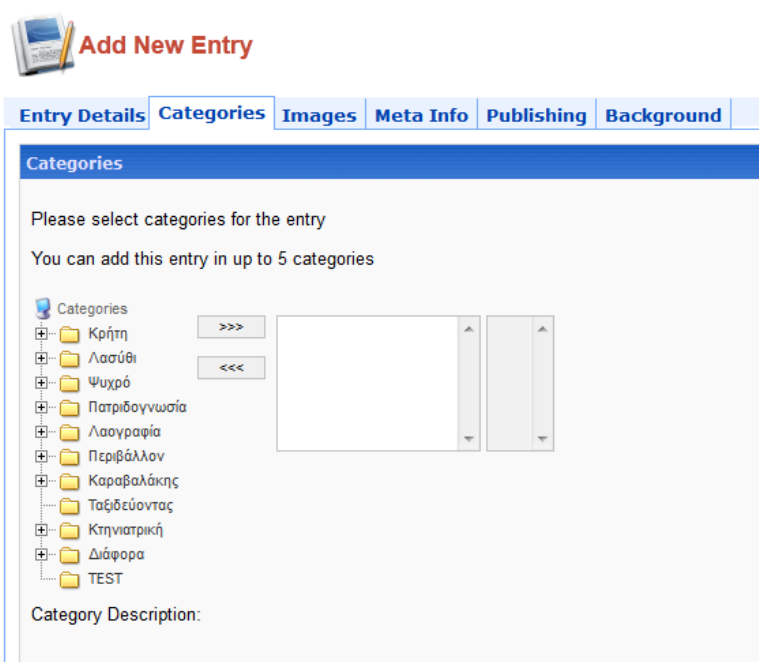 Add New Entry
Entry Details Categories Images Meta Info Publishing Background
Categories
Please select categories for the entry
You can add this entry in up to 5 categories
Categories
Κρήτη
>>>
Λασύθι
<<<
Ψυχρό
Πατριδογνωσία
Λαογραφία
Περιβάλλον
Καραβαλάκης
Ταξιδεύοντας
Κτηνιατρική
Διάφορα
TEST
Category Description: